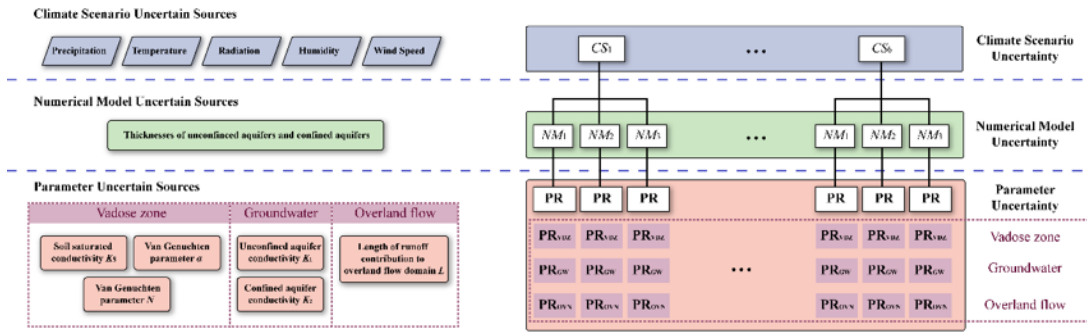 Climate Scenario Uncertain Sources
Precipitation Temperature Radiation Humidity Wind Speed
Numerical Model Uncertain Sources
Thicknesses of unconfinced aquifers and confined aquifers
Parameter Uncertain Sources
Vadose zone Groundwater Overland flow
Soil saturated
conductivity KS
Van Genuchten
parameter α
Van Genuchten
parameter N
Unconfined aquifer
conductivity K₁
Confined aquifer
conductivity K₂
Length of runoff
contribution to
overland flow domain L
CS₁ ... CS₆
Climate Scenario
Uncertainty
NM₁ NM₂ NM₃ ... NM₁ NM₂ NM₃
Numerical Model
Uncertainty
PR PR PR PR PR PR
Parameter
Uncertainty
PRVDZ PRVDZ PRVDZ PRVDZ PRVDZ PRVDZ
Vadose zone
PRGW PRGW PRGW ... PRGW PRGW PRGW
Groundwater
PROVN PROVN PROVN PROVN PROVN PROVN
Overland flow